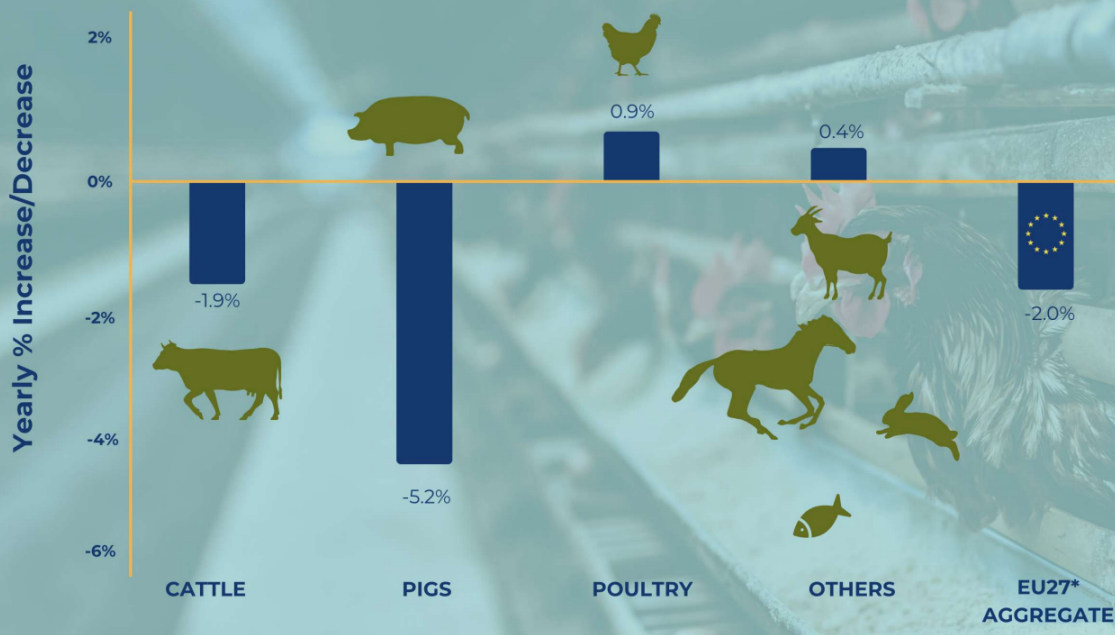 Yearly % Increase/Decrease
2%
0%
-2%
-4%
-6%
-1.9%
-5.2%
0.9%
0.4%
-2.0%
CATTLE
PIGS
POULTRY
OTHERS
EU27*
AGGREGATE